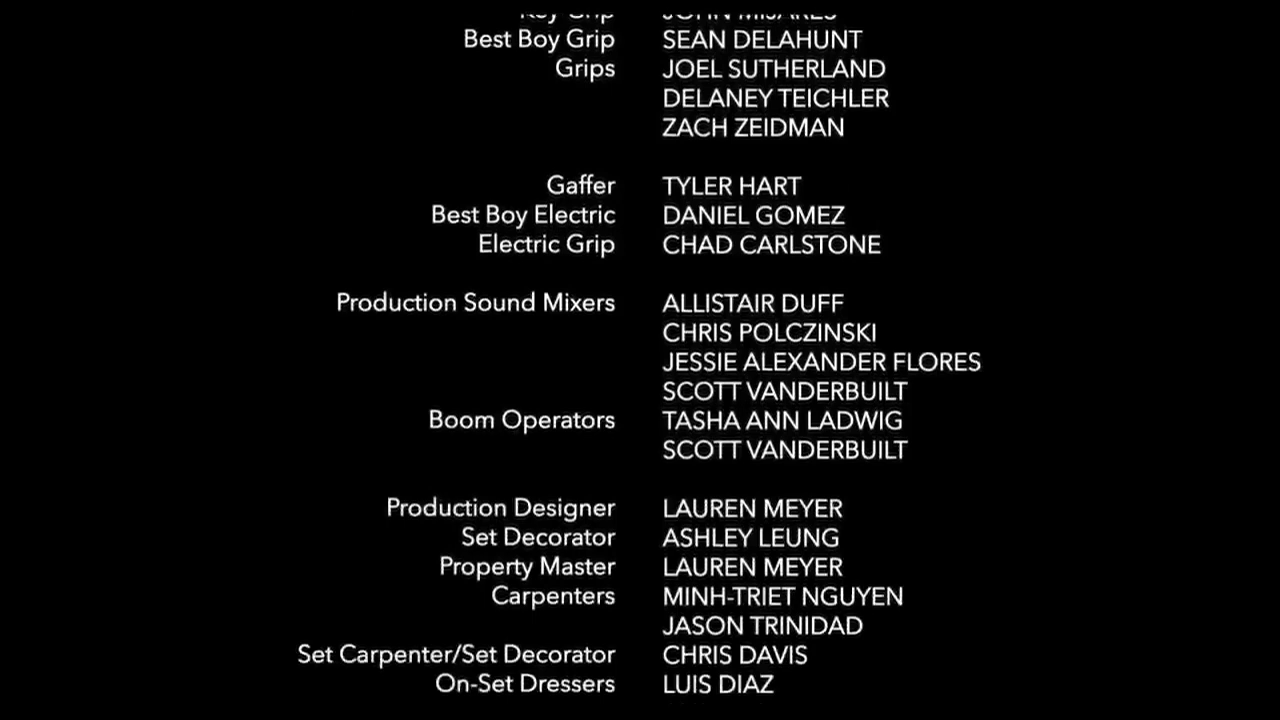 Best Boy Grip SEAN DELAHUNT
Grips JOEL SUTHERLAND
DELANEY TEICHLER
ZACH ZEIDMAN
Gaffer TYLER HART
Best Boy Electric DANIEL GOMEZ
Electric Grip CHAD CARLSTONE
Production Sound Mixers ALLISTAIR DUFF
CHRIS POLCZINSKI
JESSIE ALEXANDER FLORES
SCOTT VANDERBUILT
Boom Operators TASHA ANN LADWIG
SCOTT VANDERBUILT
Production Designer LAUREN MEYER
Set Decorator ASHLEY LEUNG
Property Master LAUREN MEYER
Carpenters MINH-TRIET NGUYEN
JASON TRINIDAD
Set Carpenter/Set Decorator CHRIS DAVIS
On-Set Dressers LUIS DIAZ